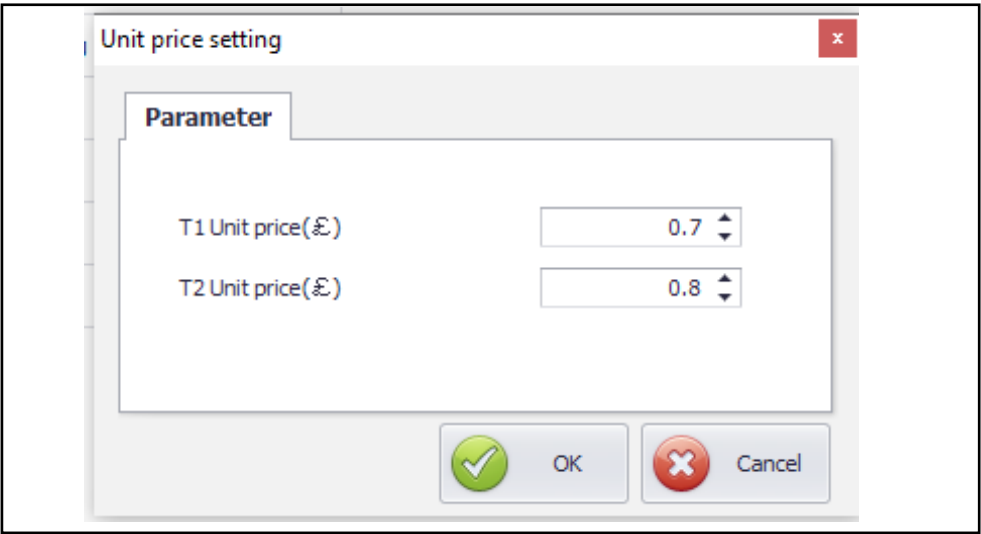 Unit price setting
x
Parameter
T1 Unit price(£) 0.7
T2 Unit price(£) 0.8
OK Cancel